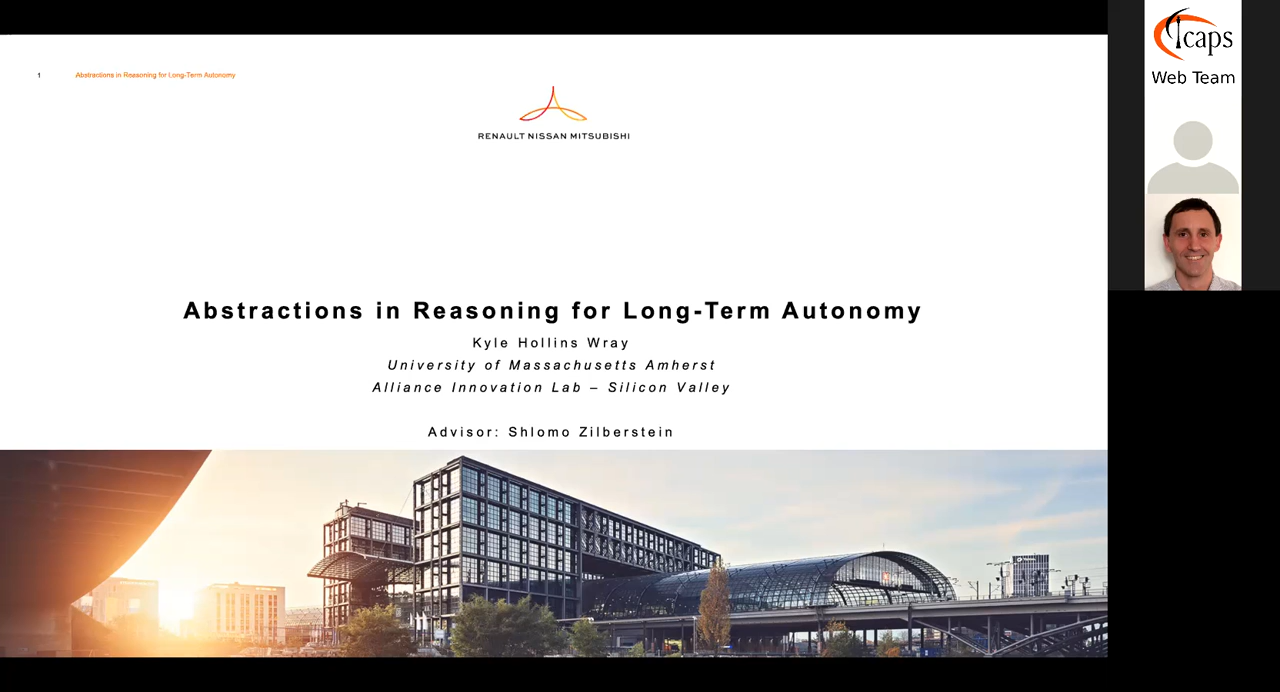 1 Abstractions in Reasoning for Long-Term Autonomy
RENAULT NISSAN MITSUBISHI
Abstractions in Reasoning for Long-Term Autonomy
Kyle Hollins Wray
University of Massachusetts Amherst
Alliance Innovation Lab – Silicon Valley
Advisor: Shlomo Zilberstein
icaps
Web Team